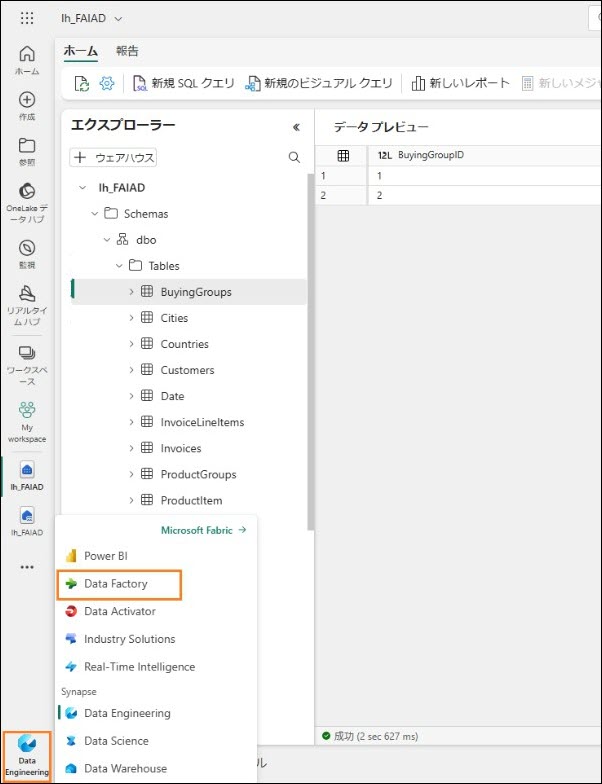 lh_FAIAD
ホーム
作成
参照
OneLake デ
ータ ハブ
監視
リアルタイ
ム ハブ
ワークスペ
ース
My
workspace
lh_FAIAD
lh_FAIAD
Data
Engineering
ホーム 報告
新規 SQL クエリ 新規のビジュアル クエリ 新しいレポート 新しいメジ
エクスプローラー
ウェアハウス
lh_FAIAD
Schemas
dbo
Tables
BuyingGroups
Cities
Countries
Customers
Date
InvoiceLineItems
Invoices
ProductGroups
ProductItem
Microsoft Fabric
Power BI
Data Factory
Data Activator
Industry Solutions
Real-Time Intelligence
Synapse
Data Engineering
Data Science
Data Warehouse
データ プレビュー
12L BuyingGroupID
1 1
2 2
成功 (2 sec 627 ms)
ル